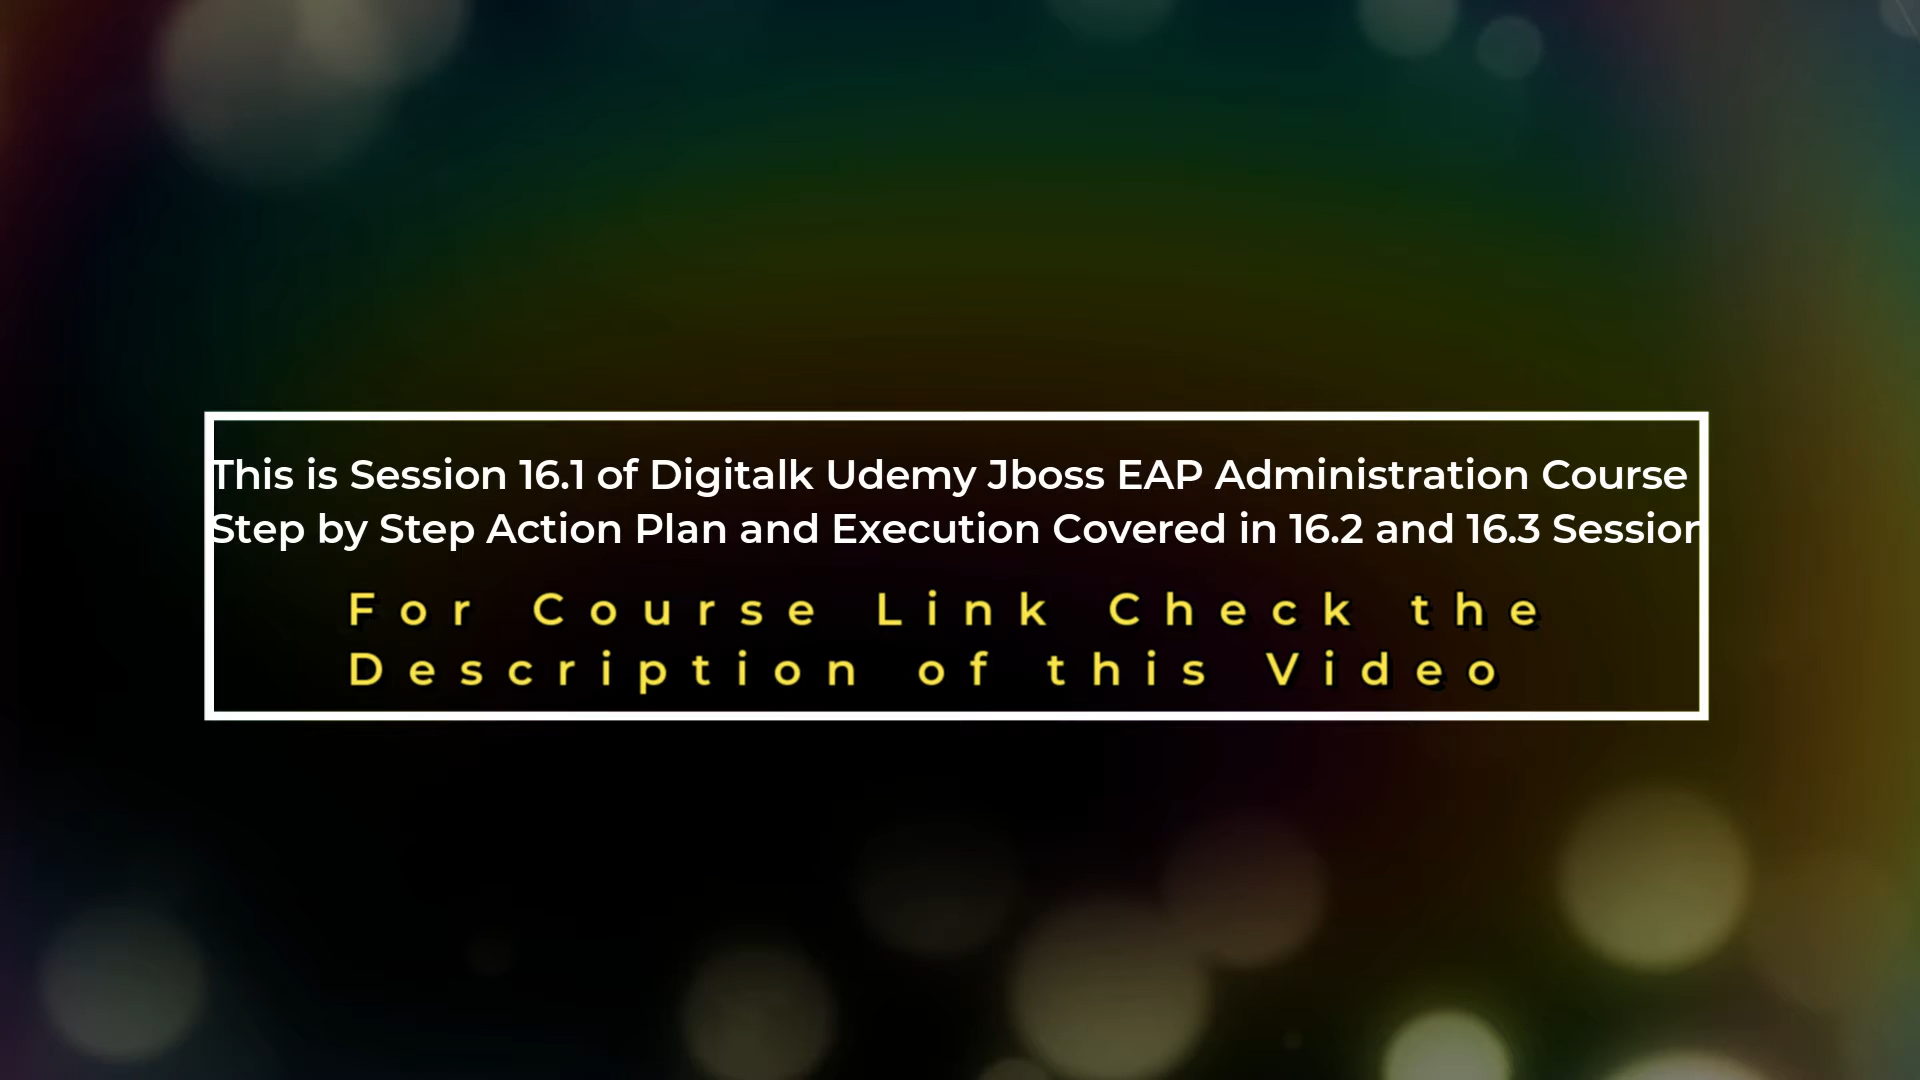 This is Session 16.1 of Digitalk Udemy Jboss EAP Administration Course
Step by Step Action Plan and Execution Covered in 16.2 and 16.3 Session
For Course Link Check the
Description of this Video